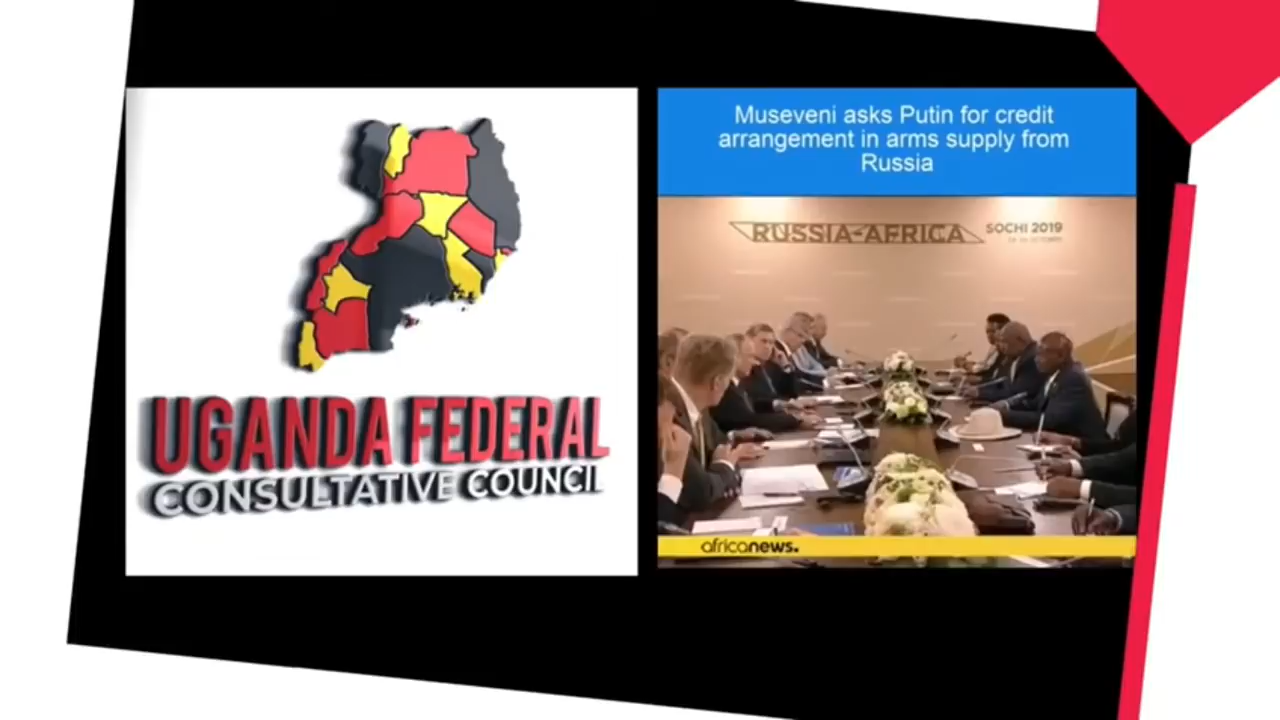 UGANDA FEDERAL
CONSULTATIVE COUNCIL
Museveni asks Putin for credit
arrangement in arms supply from
Russia
RUSSIA-AFRICA
SOCHI 2019
africanews.